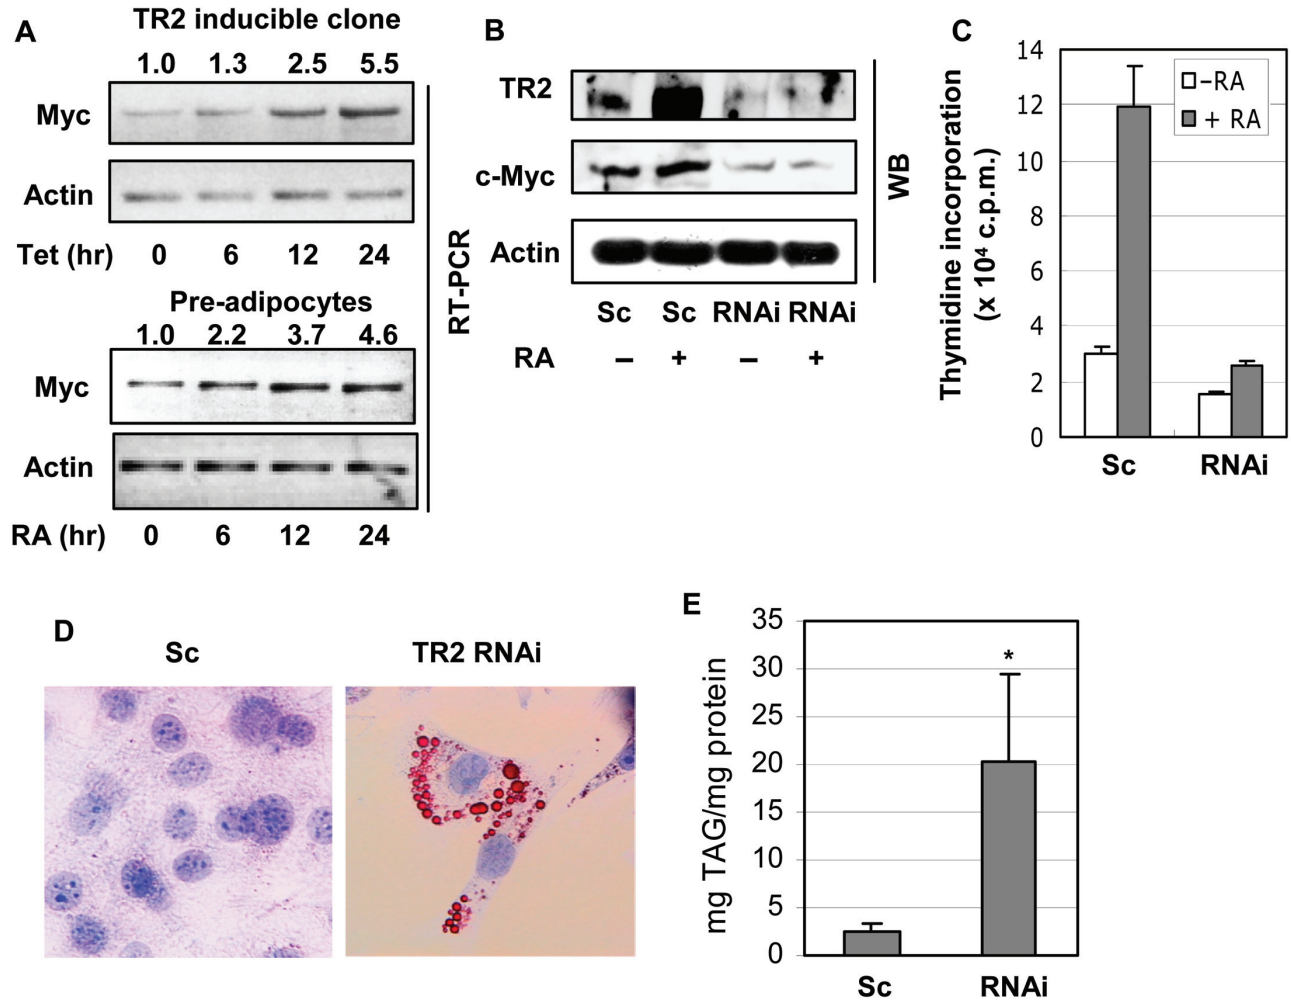 A
TR2 inducible clone
1.0 1.3 2.5 5.5
Myc
Actin
Tet (hr) 0 6 12 24
Pre-adipocytes
1.0 2.2 3.7 4.6
Myc
Actin
RA (hr) 0 6 12 24
RT-PCR
B
TR2
c-Myc
Actin
Sc Sc RNAi RNAi
RA – + – +
WB
C
Thymidine incorporation
(x 10⁴ c.p.m.)
14
12
10
8
6
4
2
0
–RA
+ RA
Sc RNAi
D
Sc TR2 RNAi
E
mg TAG/mg protein
35
30
25
20
15
10
5
0
*
Sc RNAi